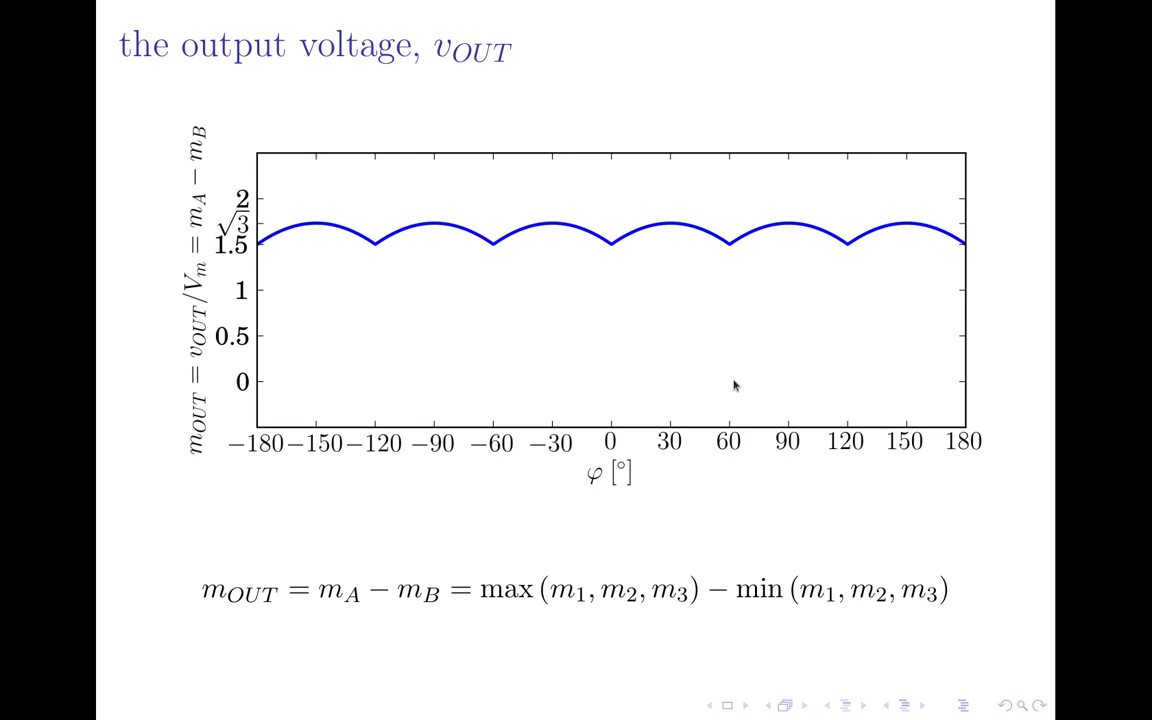 the output voltage, v_OUT
m_OUT = v_OUT/V_m = m_A − m_B
2
√3
1.5
1
0.5
0
−180 −150 −120 −90 −60 −30 0 30 60 90 120 150 180
φ [°]
m_OUT = m_A − m_B = max (m_1, m_2, m_3) − min (m_1, m_2, m_3)